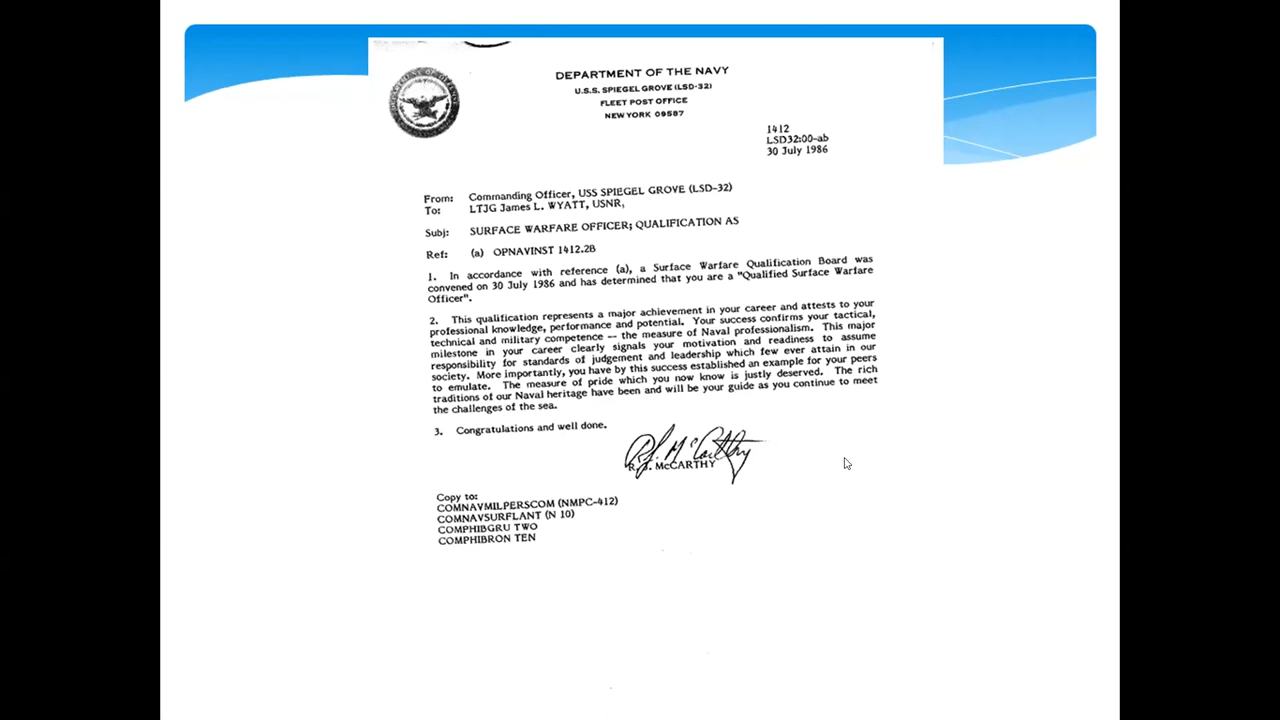 DEPARTMENT OF THE NAVY
U.S.S. SPIEGEL GROVE (LSD-32)
FLEET POST OFFICE
NEW YORK 09587
1412
LSD32:00-ab
30 July 1986
From: Commanding Officer, USS SPIEGEL GROVE (LSD-32)
To: LTJG James L. WYATT, USNR,
Subj: SURFACE WARFARE OFFICER; QUALIFICATION AS
Ref: (a) OPNAVINST 1412.2B
1. In accordance with reference (a), a Surface Warfare Qualification Board was
convened on 30 July 1986 and has determined that you are a "Qualified Surface Warfare
Officer".
2. This qualification represents a major achievement in your career and attests to your
professional knowledge, performance and potential. Your success confirms your tactical,
technical and military competence -- the measure of Naval professionalism. This major
milestone in your career clearly signals your motivation and readiness to assume
responsibility for standards of judgement and leadership which few ever attain in our
society. More importantly, you have by this success established an example for your peers
to emulate. The measure of pride which you now know is justly deserved. The rich
traditions of our Naval heritage have been and will be your guide as you continue to meet
the challenges of the sea.
3. Congratulations and well done.
R.J. McCarthy
R. J. McCARTHY
Copy to:
COMNAVMILPERSCOM (NMPC-412)
COMNAVSURFLANT (N 10)
COMPHIBGRU TWO
COMPHIBRON TEN